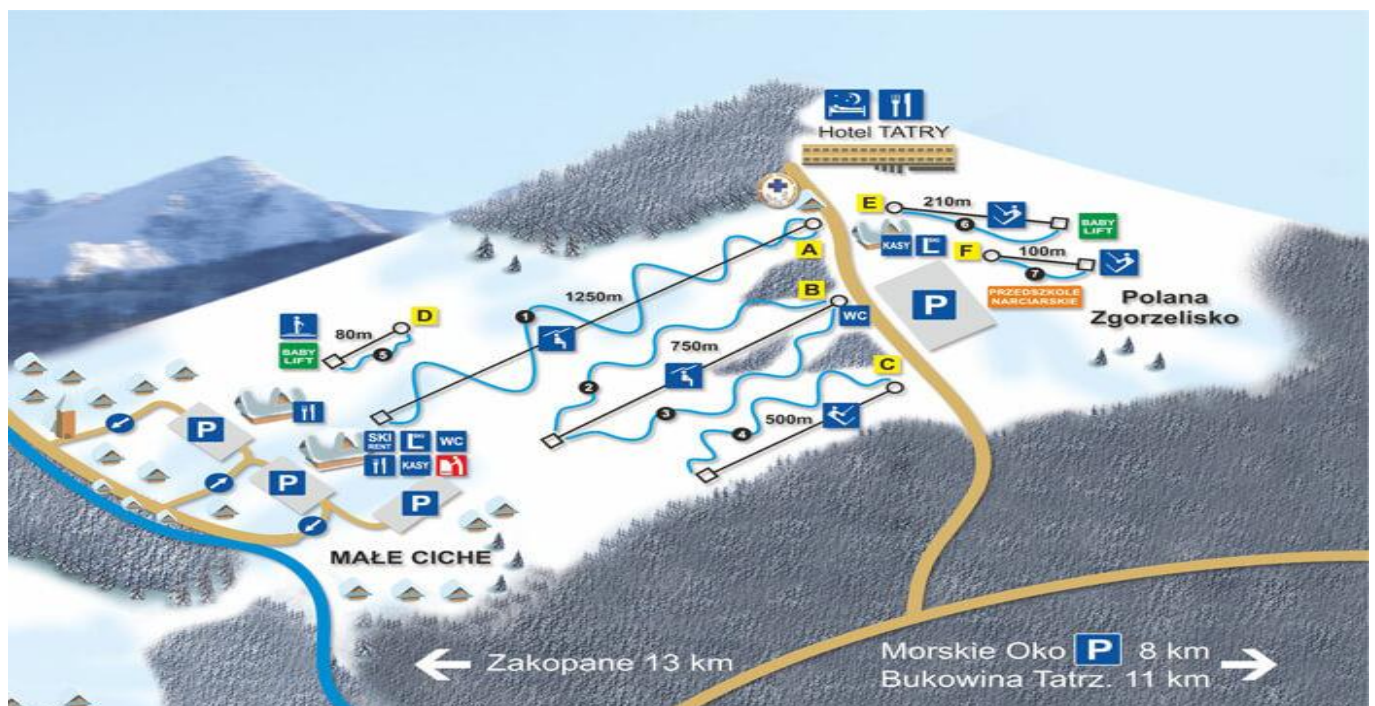 Hotel TATRY
E
210m
6
BABY
LIFT
KASY
L SKI
F
100m
7
PRZEDSZKOLE
NARCIARSKIE
P
Polana
Zgorzelisko
A
1250m
1
B
WC
750m
2
3
C
500m
4
D
80m
5
BABY
LIFT
P
P
P
SKI
RENT
L SKI
WC
KASY
MAŁE CICHE
Zakopane 13 km
Morskie Oko P 8 km
Bukowina Tatrz. 11 km